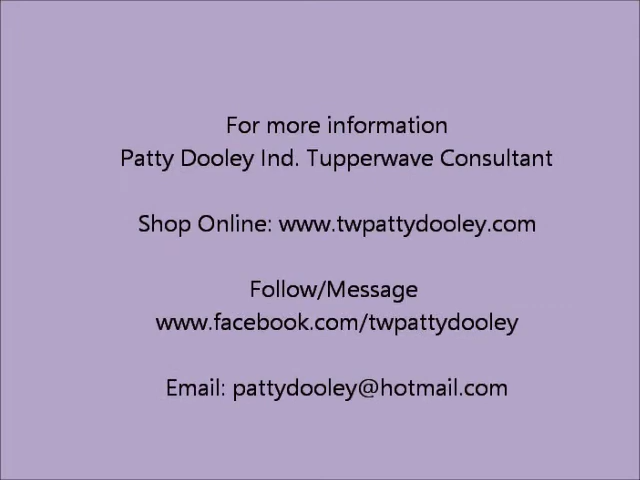 For more information
Patty Dooley Ind. Tupperwave Consultant
Shop Online: www.twpattydooley.com
Follow/Message
www.facebook.com/twpattydooley
Email: pattydooley@hotmail.com